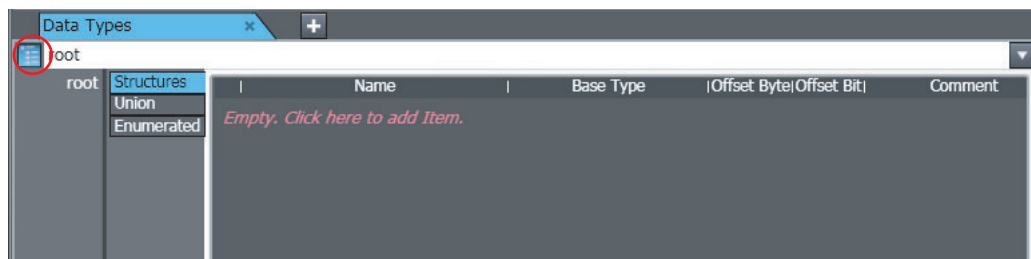 Data Types
root
root Structures Name Base Type Offset Byte Offset Bit Comment
Union
Enumerated
Empty. Click here to add Item.